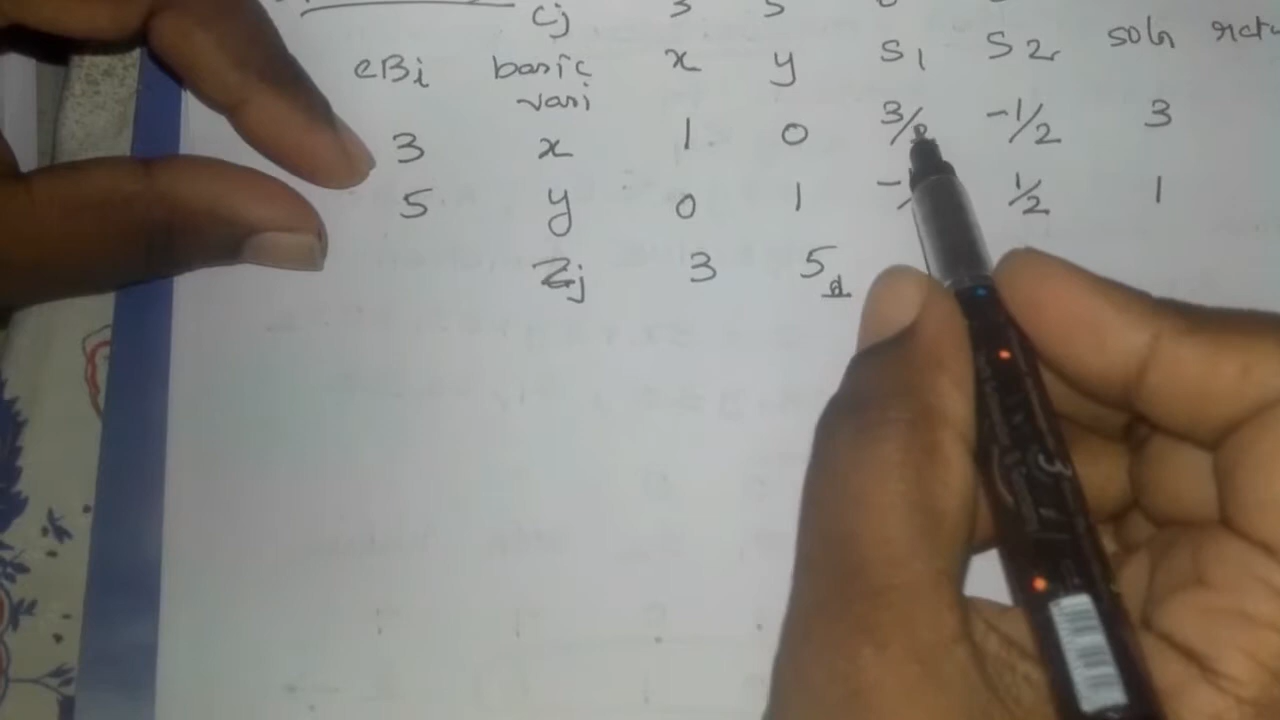 Cj 3 5 0
CBi basic vari x y S1 S2 soln
3 x 1 0 3/ -1/2 3
5 y 0 1 - 1/2 1
Zj 3 5